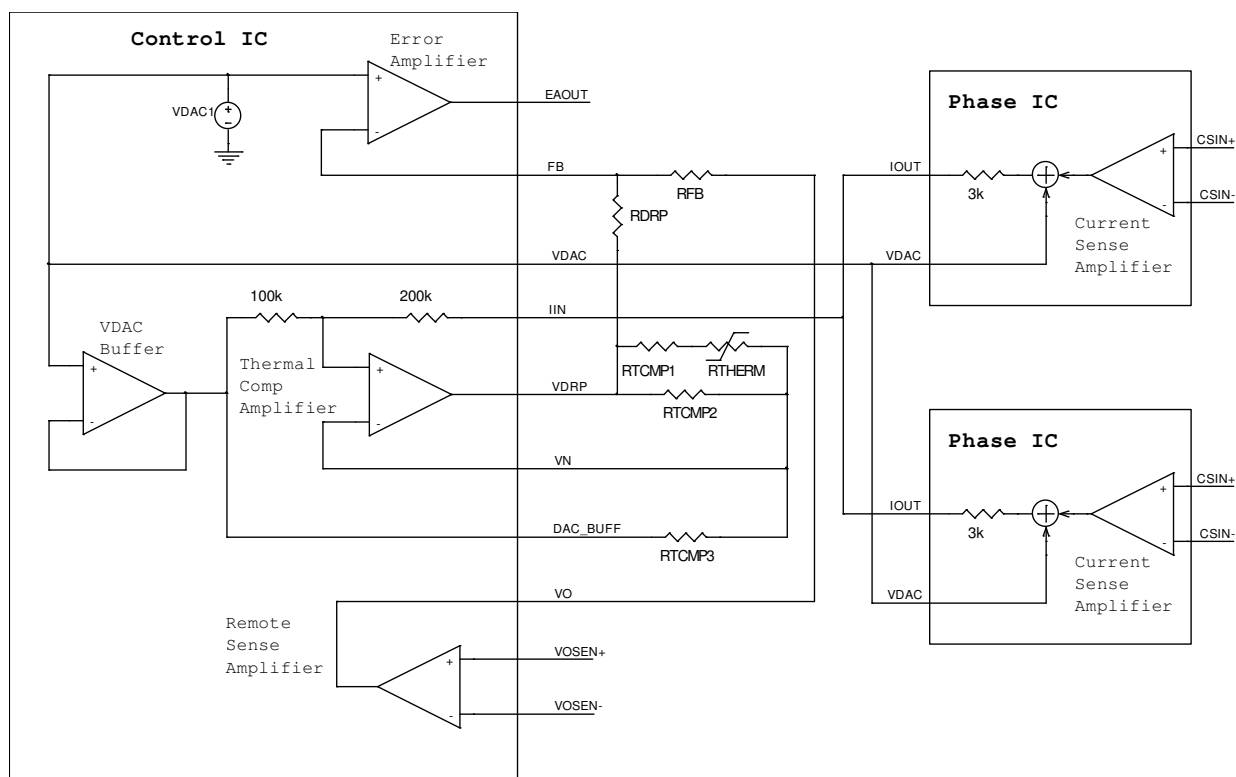 Control IC
Error
Amplifier
+
-
VDAC1
+
-
EAOUT
FB
RFB
RDRP
VDAC
100k
200k
IIN
VDAC
Buffer
+
-
Thermal
Comp
Amplifier
+
-
VDRP
RTCMP1
RTHERM
RTCMP2
VN
DAC_BUFF
RTCMP3
VO
Remote
Sense
Amplifier
+
-
VOSEN+
VOSEN-
Phase IC
IOUT
3k
+
-
CSIN+
CSIN-
Current
Sense
Amplifier
VDAC
Phase IC
IOUT
3k
+
-
CSIN+
CSIN-
Current
Sense
Amplifier
VDAC